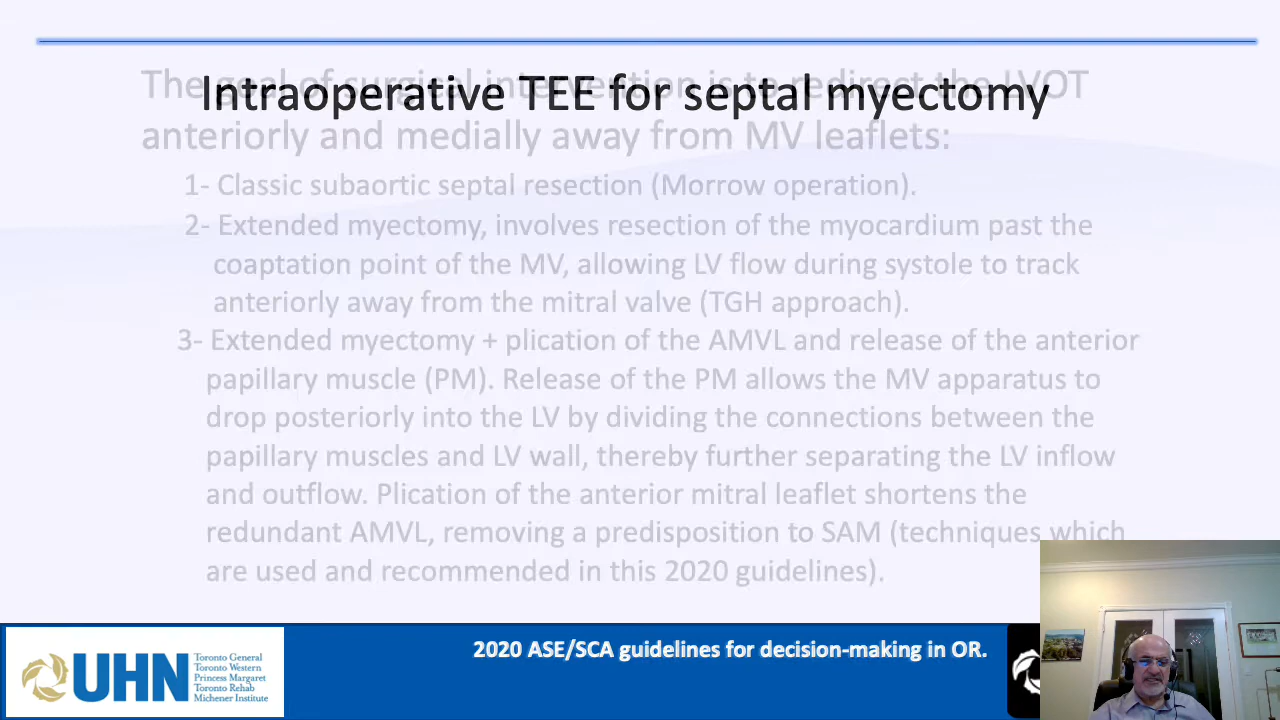 Intraoperative TEE for septal myectomy
The goal of surgical intervention is to redirect the LVOT
anteriorly and medially away from MV leaflets:
1- Classic subaortic septal resection (Morrow operation).
2- Extended myectomy, involves resection of the myocardium past the
coaptation point of the MV, allowing LV flow during systole to track
anteriorly away from the mitral valve (TGH approach).
3- Extended myectomy + plication of the AMVL and release of the anterior
papillary muscle (PM). Release of the PM allows the MV apparatus to
drop posteriorly into the LV by dividing the connections between the
papillary muscles and LV wall, thereby further separating the LV inflow
and outflow. Plication of the anterior mitral leaflet shortens the
redundant AMVL, removing a predisposition to SAM (techniques which
are used and recommended in this 2020 guidelines).
2020 ASE/SCA guidelines for decision-making in OR.
UHN
Toronto General
Toronto Western
Princess Margaret
Toronto Rehab
Michener Institute